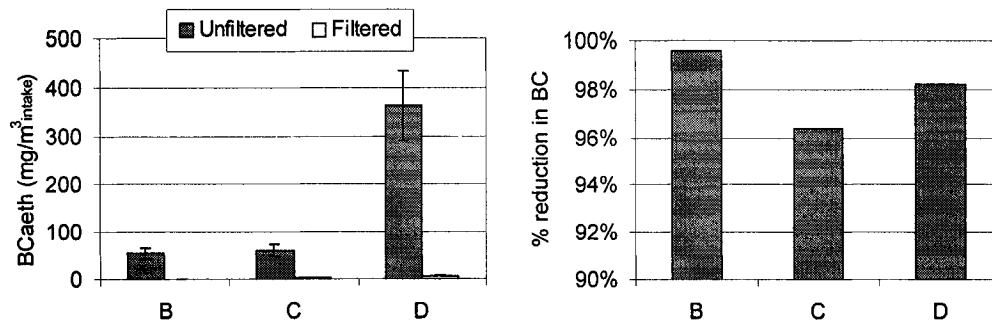 Unfiltered Filtered
BCaeth (mg/m³intake)
500
400
300
200
100
0
B C D
% reduction in BC
100%
98%
96%
94%
92%
90%
B C D